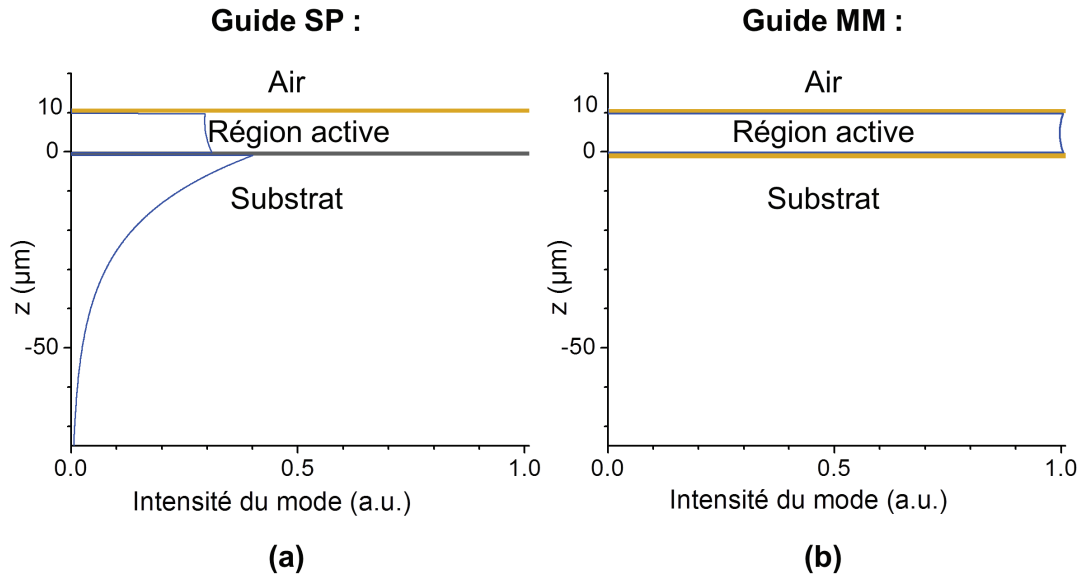 Guide SP :
Air
10
Région active
0
Substrat
z (µm)
-50
0.0 0.5 1.0
Intensité du mode (a.u.)
(a)
Guide MM :
Air
10
Région active
0
Substrat
z (µm)
-50
0.0 0.5 1.0
Intensité du mode (a.u.)
(b)